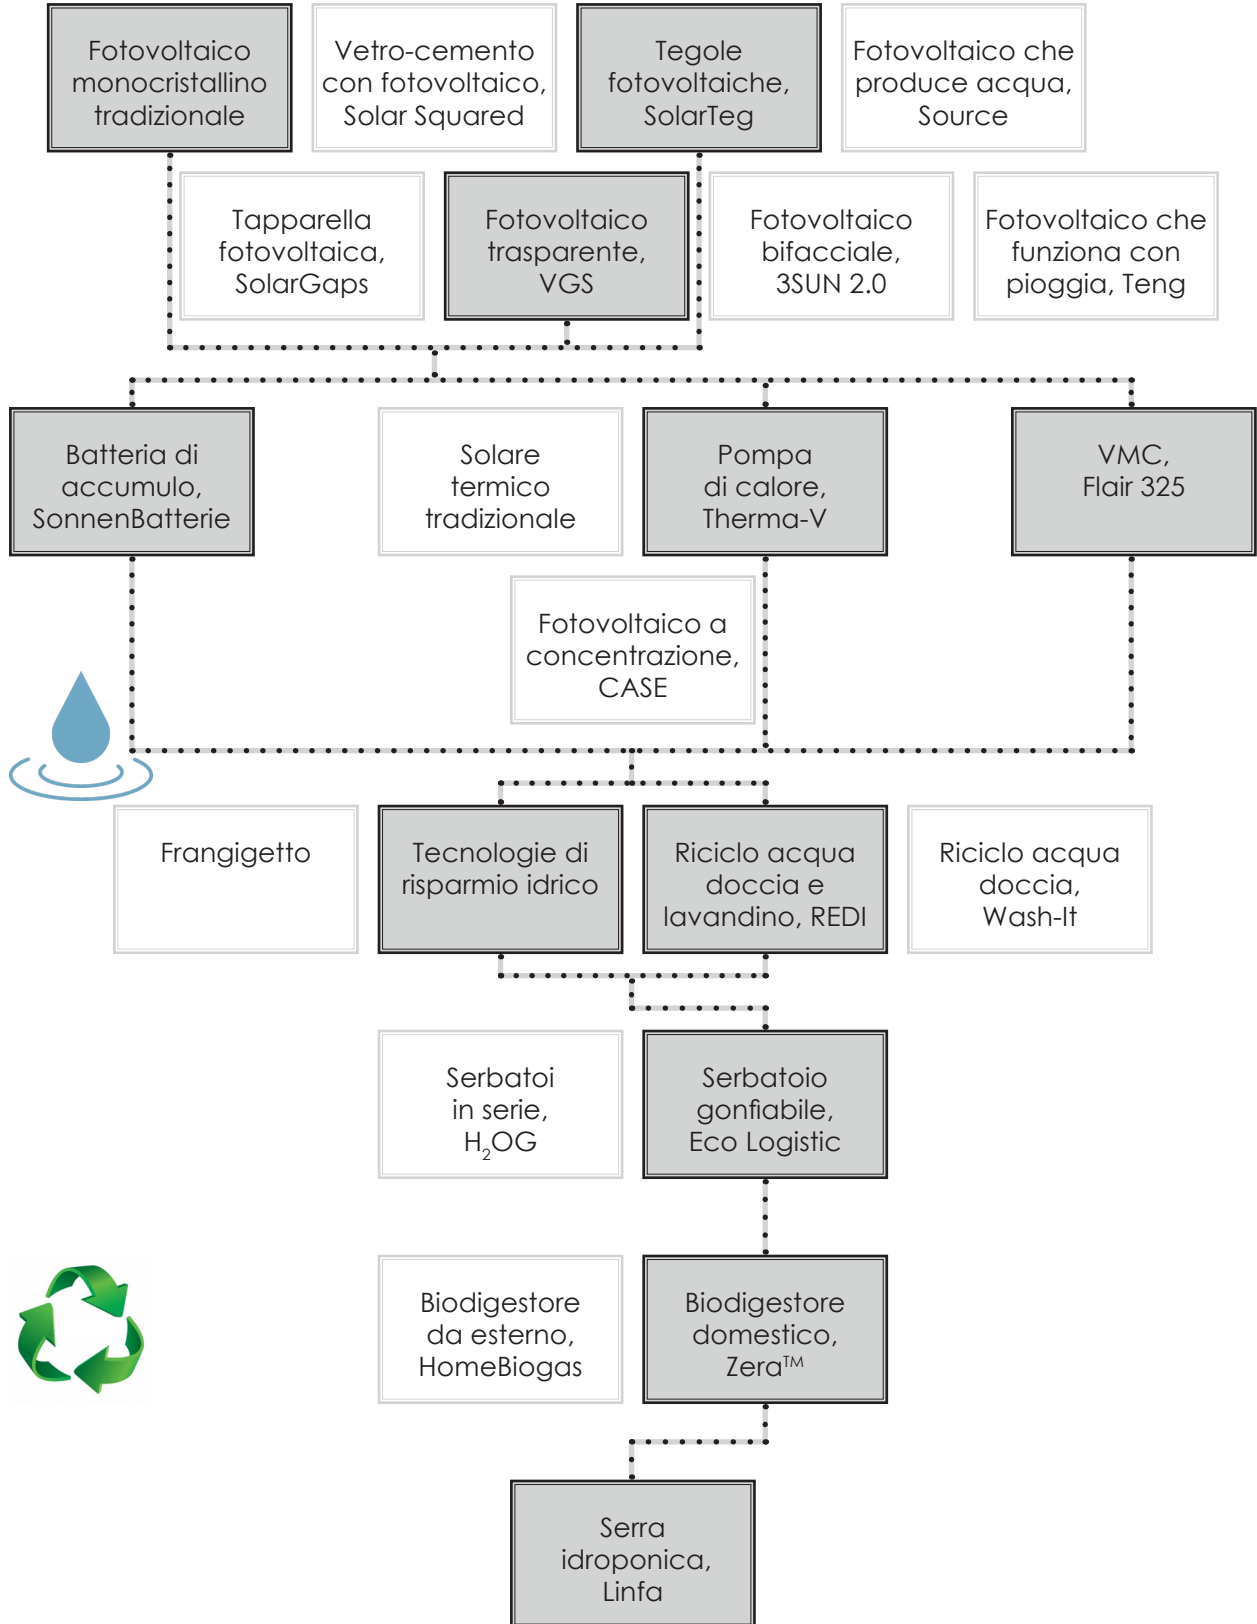 Fotovoltaico
monocristallino
tradizionale
Vetro-cemento
con fotovoltaico,
Solar Squared
Tegole
fotovoltaiche,
SolarTeg
Fotovoltaico che
produce acqua,
Source
Tapparella
fotovoltaica,
SolarGaps
Fotovoltaico
trasparente,
VGS
Fotovoltaico
bifacciale,
3SUN 2.0
Fotovoltaico che
funziona con
pioggia, Teng
Batteria di
accumulo,
SonnenBatterie
Solare
termico
tradizionale
Pompa
di calore,
Therma-V
VMC,
Flair 325
Fotovoltaico a
concentrazione,
CASE
Frangigetto
Tecnologie di
risparmio idrico
Riciclo acqua
doccia e
lavandino, REDI
Riciclo acqua
doccia,
Wash-It
Serbatoi
in serie,
H₂OG
Serbatoio
gonfiabile,
Eco Logistic
Biodigestore
da esterno,
HomeBiogas
Biodigestore
domestico,
Zera™
Serra
idroponica,
Linfa